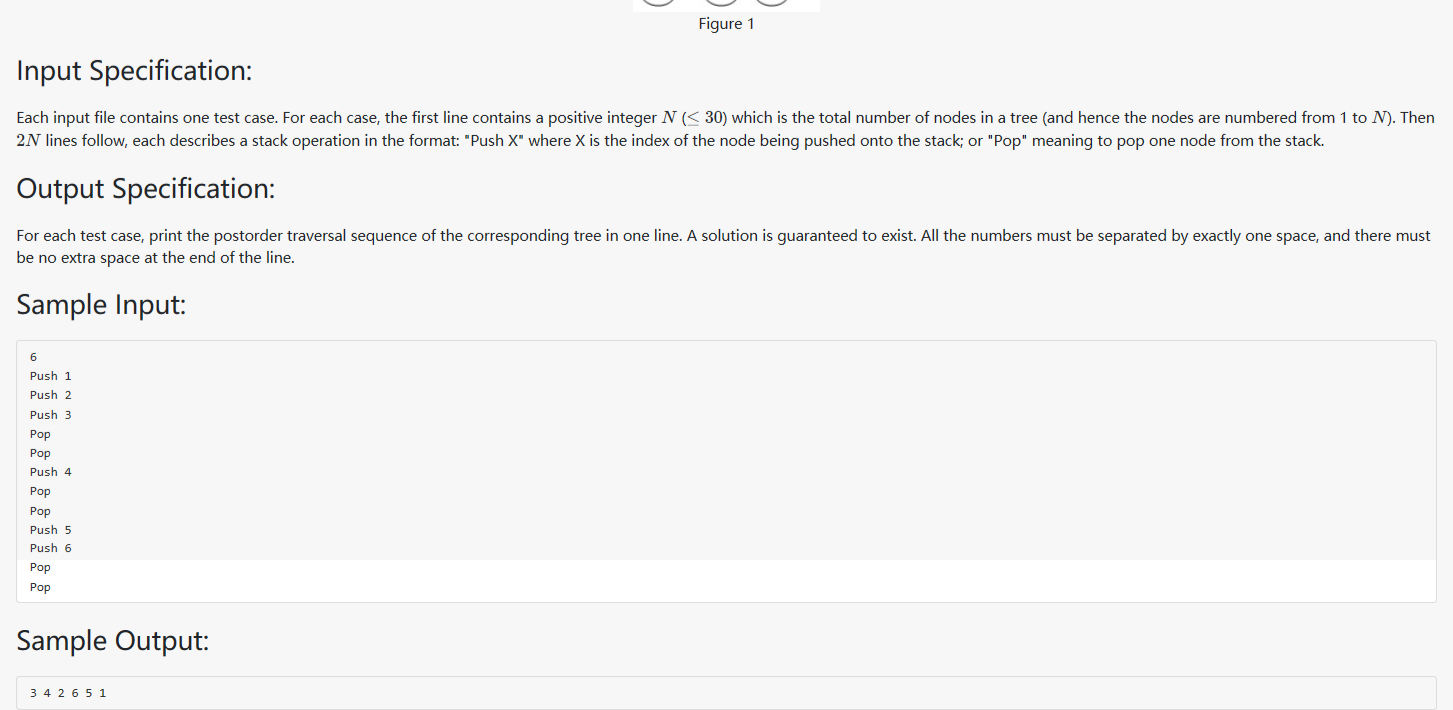 Figure 1
Input Specification:
Each input file contains one test case. For each case, the first line contains a positive integer N (≤ 30) which is the total number of nodes in a tree (and hence the nodes are numbered from 1 to N). Then
2N lines follow, each describes a stack operation in the format: "Push X" where X is the index of the node being pushed onto the stack; or "Pop" meaning to pop one node from the stack.
Output Specification:
For each test case, print the postorder traversal sequence of the corresponding tree in one line. A solution is guaranteed to exist. All the numbers must be separated by exactly one space, and there must
be no extra space at the end of the line.
Sample Input:
6
Push 1
Push 2
Push 3
Pop
Pop
Push 4
Pop
Pop
Push 5
Push 6
Pop
Pop
Sample Output:
3 4 2 6 5 1